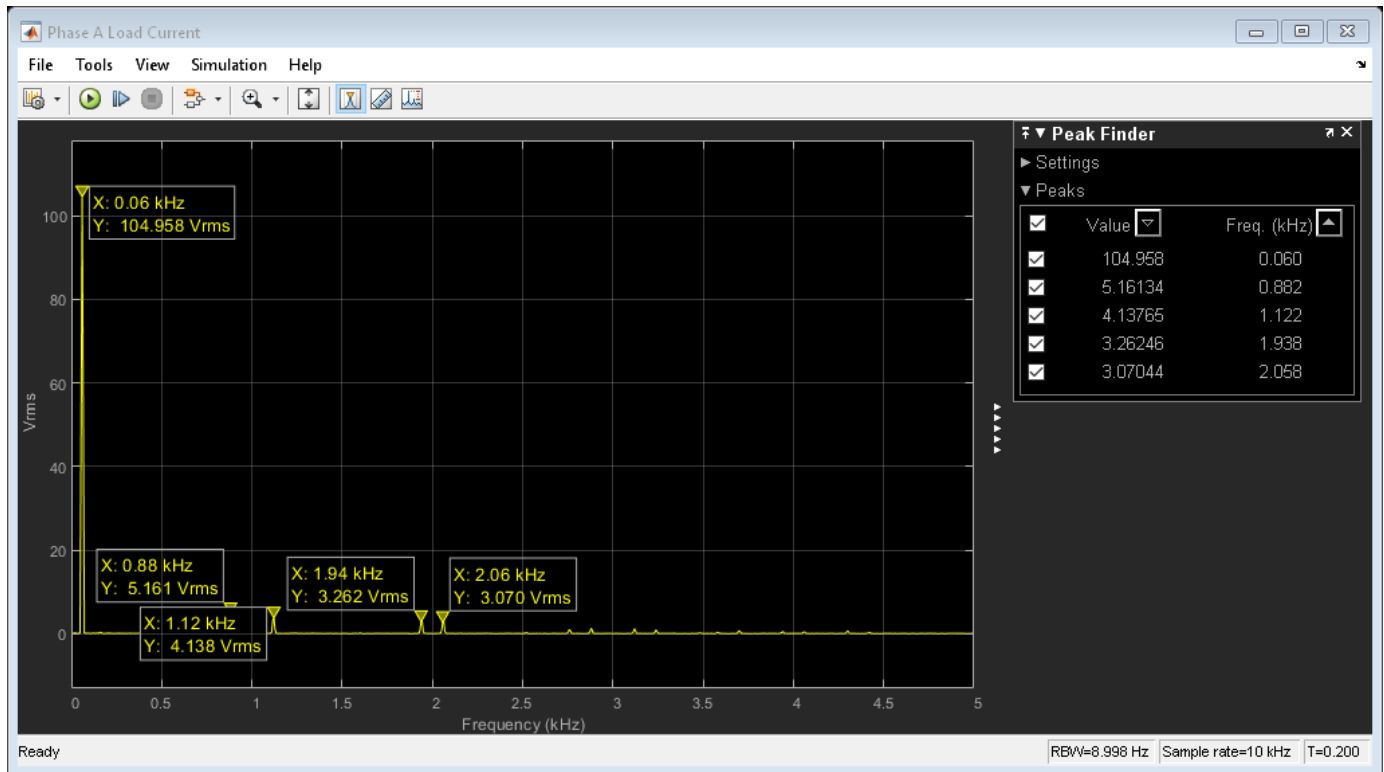 Phase A Load Current
File Tools View Simulation Help
Peak Finder
Settings
Peaks
Value Freq. (kHz)
104.958 0.060
5.16134 0.882
4.13765 1.122
3.26246 1.938
3.07044 2.058
X: 0.06 kHz
Y: 104.958 Vrms
X: 0.88 kHz
Y: 5.161 Vrms
X: 1.12 kHz
Y: 4.138 Vrms
X: 1.94 kHz
Y: 3.262 Vrms
X: 2.06 kHz
Y: 3.070 Vrms
100
80
60
40
20
0
Vrms
0 0.5 1 1.5 2 2.5 3 3.5 4 4.5 5
Frequency (kHz)
Ready
RBW=8.998 Hz Sample rate=10 kHz T=0.200